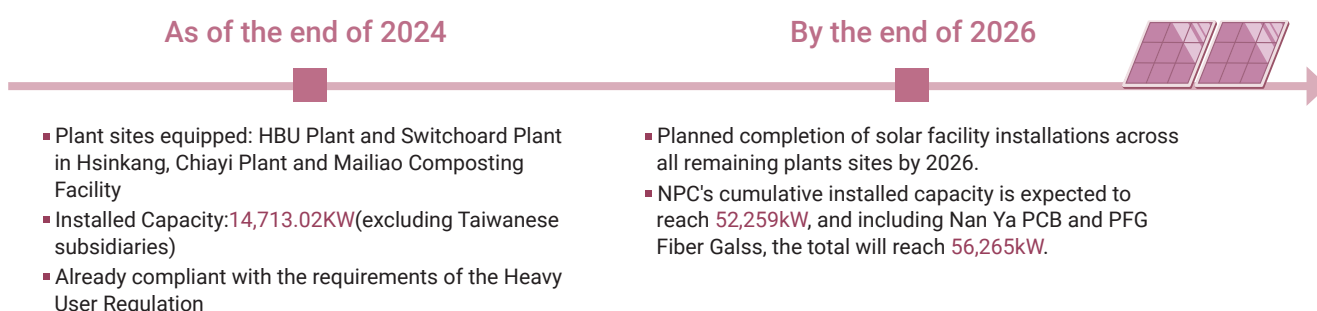 As of the end of 2024
▪ Plant sites equipped: HBU Plant and Switchoard Plant
in Hsinkang, Chiayi Plant and Mailiao Composting
Facility
▪ Installed Capacity:14,713.02KW(excluding Taiwanese
subsidiaries)
▪ Already compliant with the requirements of the Heavy
User Regulation
By the end of 2026
▪ Planned completion of solar facility installations across
all remaining plants sites by 2026.
▪ NPC's cumulative installed capacity is expected to
reach 52,259kW, and including Nan Ya PCB and PFG
Fiber Galss, the total will reach 56,265kW.